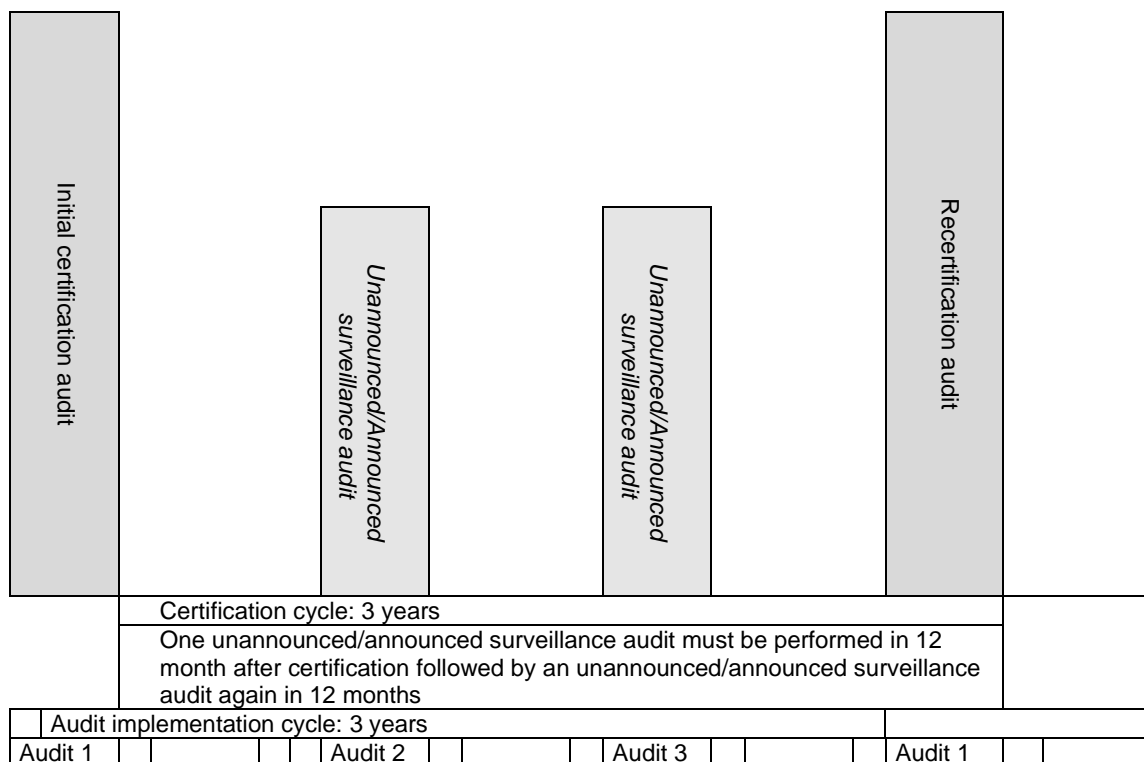 Initial certification audit
Unannounced/Announced
surveillance audit
Unannounced/Announced
surveillance audit
Recertification audit
Certification cycle: 3 years
One unannounced/announced surveillance audit must be performed in 12
month after certification followed by an unannounced/announced surveillance
audit again in 12 months
Audit implementation cycle: 3 years
Audit 1 Audit 2 Audit 3 Audit 1